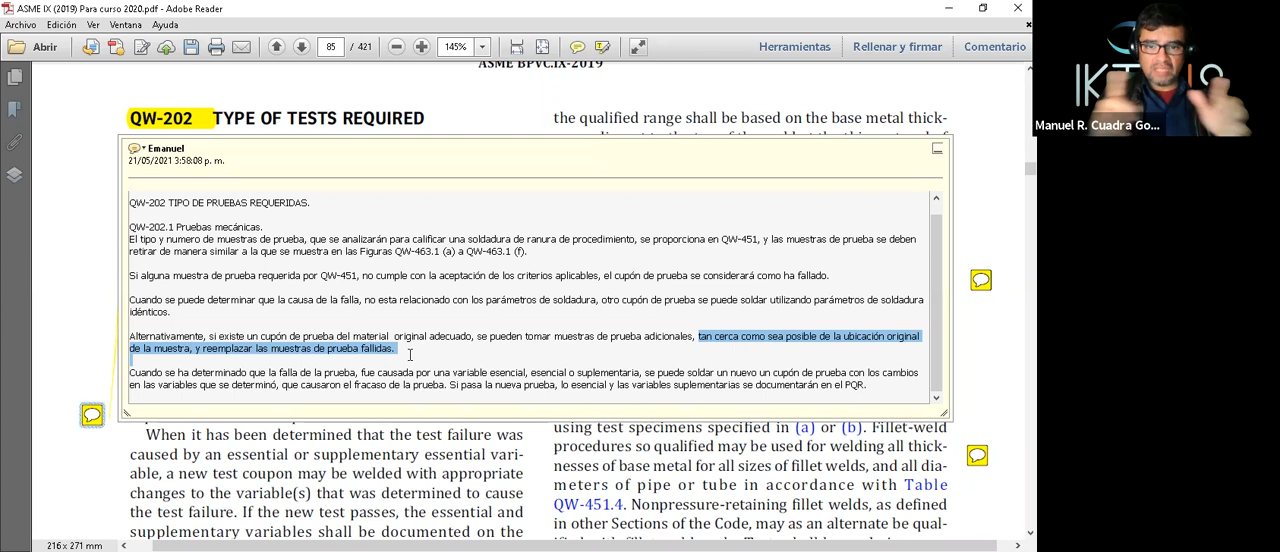 ASME IX (2019) Para curso 2020.pdf - Adobe Reader
Archivo Edición Ver Ventana Ayuda
Abrir
85 / 421
145%
Herramientas
Rellenar y firmar
Comentario
ASME BPVC.IX-2019
QW-202 TYPE OF TESTS REQUIRED
the qualified range shall be based on the base metal thick-
Emanuel
21/05/2021 3:58:08 p. m.
QW-202 TIPO DE PRUEBAS REQUERIDAS.
QW-202.1 Pruebas mecánicas.
El tipo y numero de muestras de prueba, que se analizarán para calificar una soldadura de ranura de procedimiento, se proporciona en QW-451, y las muestras de prueba se deben
retirar de manera similar a la que se muestra en las Figuras QW-463.1 (a) a QW-463.1 (f).
Si alguna muestra de prueba requerida por QW-451, no cumple con la aceptación de los criterios aplicables, el cupón de prueba se considerará como ha fallado.
Cuando se puede determinar que la causa de la falla, no esta relacionado con los parámetros de soldadura, otro cupón de prueba se puede soldar utilizando parámetros de soldadura
idénticos.
Alternativamente, si existe un cupón de prueba del material original adecuado, se pueden tomar muestras de prueba adicionales, tan cerca como sea posible de la ubicación original
de la muestra, y reemplazar las muestras de prueba fallidas.
Cuando se ha determinado que la falla de la prueba, fue causada por una variable esencial, esencial o suplementaria, se puede soldar un nuevo un cupón de prueba con los cambios
en las variables que se determinó, que causaron el fracaso de la prueba. Si pasa la nueva prueba, lo esencial y las variables suplementarias se documentarán en el PQR.
When it has been determined that the test failure was
caused by an essential or supplementary essential vari-
able, a new test coupon may be welded with appropriate
changes to the variable(s) that was determined to cause
the test failure. If the new test passes, the essential and
supplementary variables shall be documented on the
using test specimens specified in (a) or (b). Fillet-weld
procedures so qualified may be used for welding all thick-
nesses of base metal for all sizes of fillet welds, and all dia-
meters of pipe or tube in accordance with Table
QW-451.4. Nonpressure-retaining fillet welds, as defined
in other Sections of the Code, may as an alternate be qual-
216 x 271 mm
Manuel R. Cuadra Go...